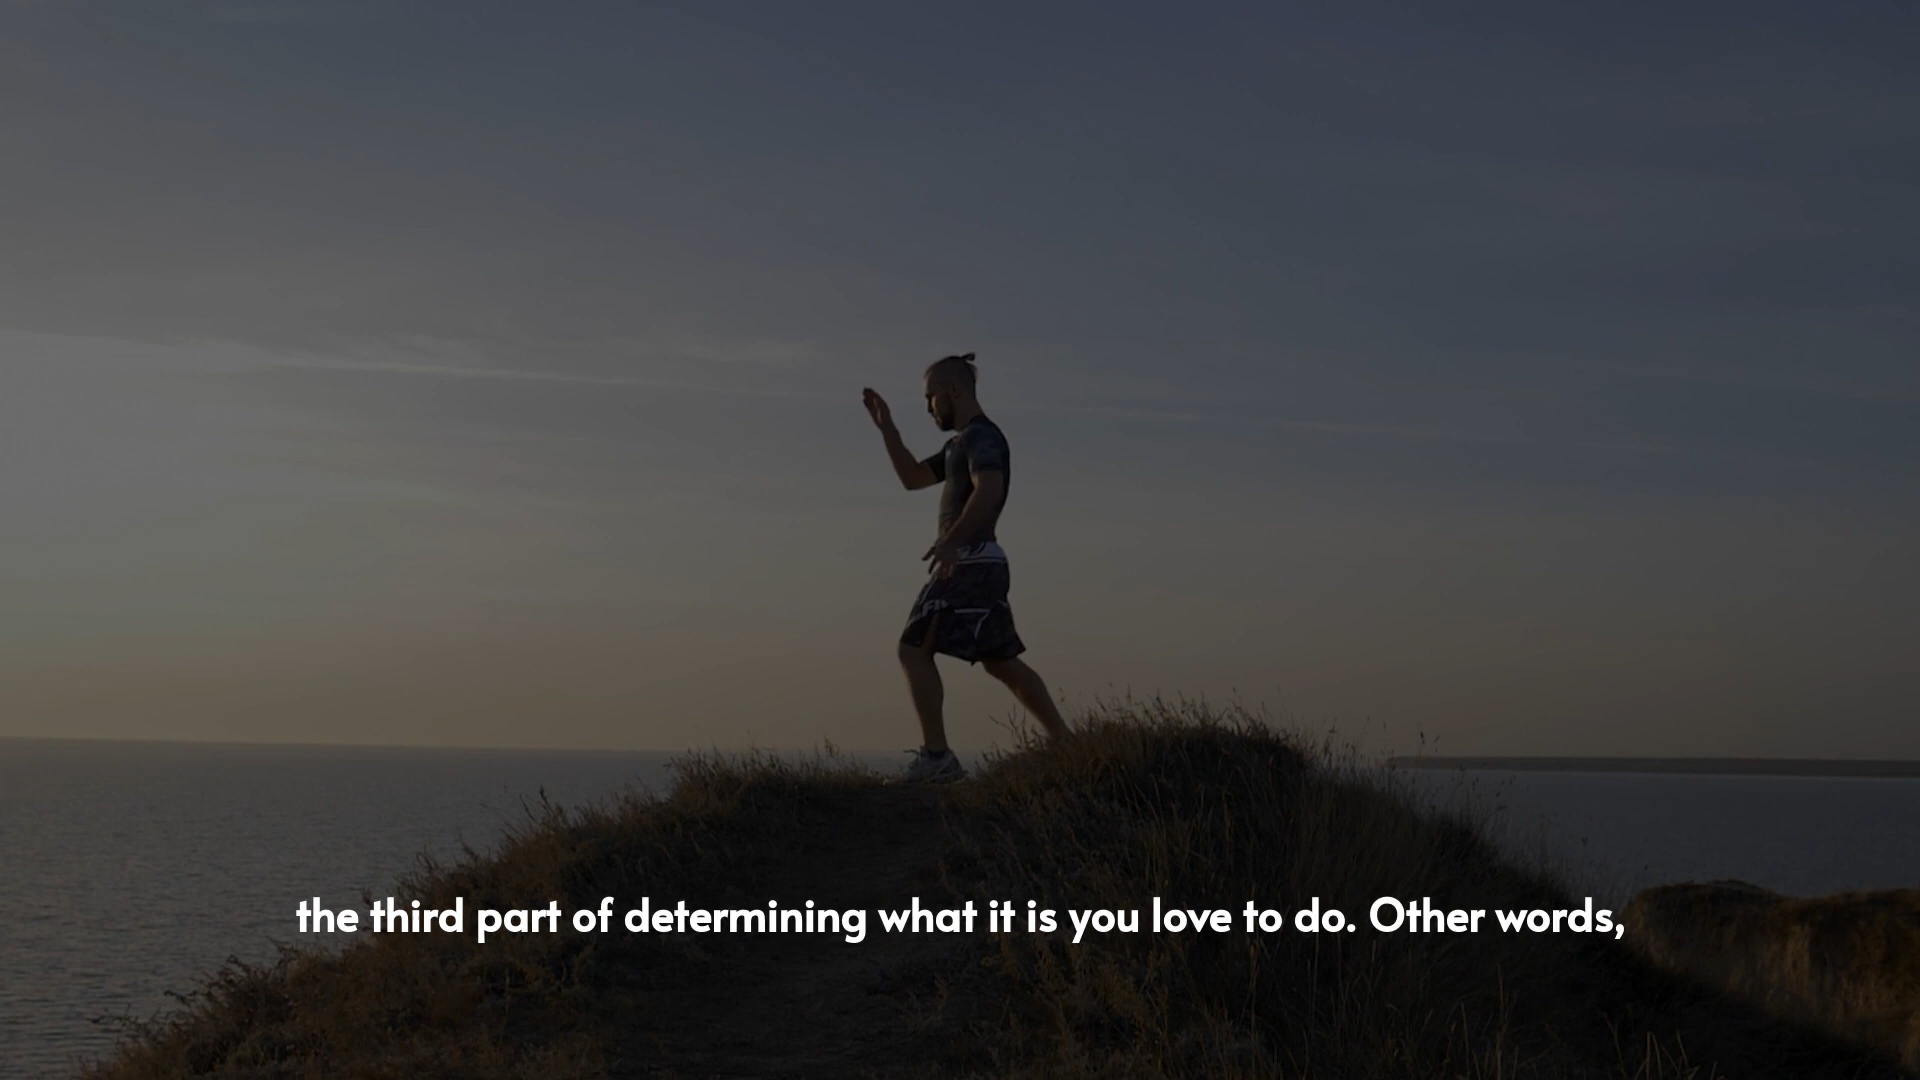 the third part of determining what it is you love to do. Other words,